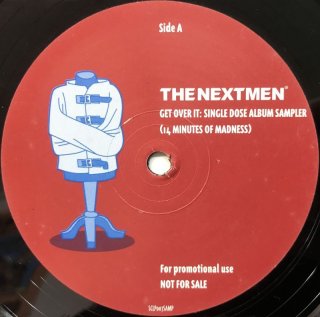 Side A
THE NEXTMEN
GET OVER IT: SINGLE DOSE ALBUM SAMPLER
(14 MINUTES OF MADNESS)
For promotional use
NOT FOR SALE